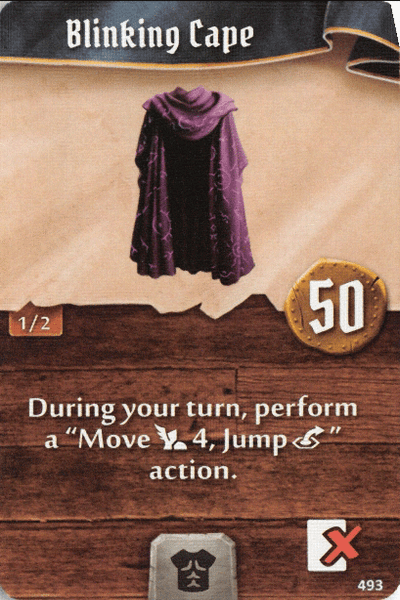 Blinking Cape
1/2
50
During your turn, perform
a “Move 4, Jump ”
action.
493